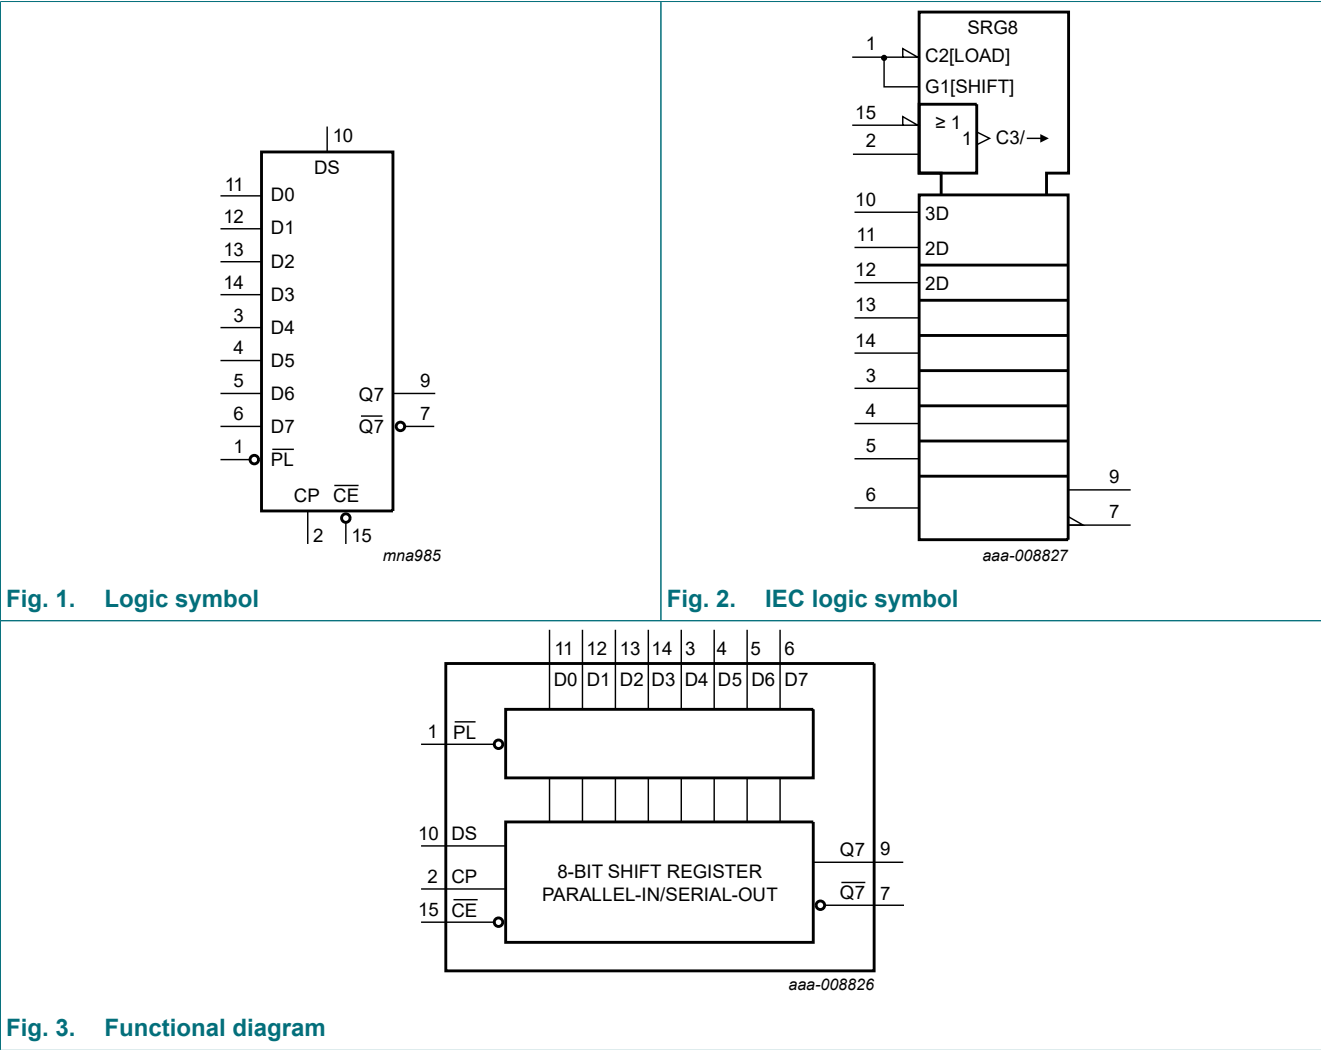 10
DS
11 D0
12 D1
13 D2
14 D3
3 D4
4 D5
5 D6 Q7 9
6 D7 Q7 7
1 PL
CP CE
2 15
mna985
Fig. 1. Logic symbol
SRG8
1 C2[LOAD]
G1[SHIFT]
15 ≥ 1
2 1 C3/→
10 3D
11 2D
12 2D
13
14
3
4
5
6 9
7
aaa-008827
Fig. 2. IEC logic symbol
11 12 13 14 3 4 5 6
D0 D1 D2 D3 D4 D5 D6 D7
1 PL
10 DS
2 CP
15 CE
8-BIT SHIFT REGISTER
PARALLEL-IN/SERIAL-OUT
Q7 9
Q7 7
aaa-008826
Fig. 3. Functional diagram